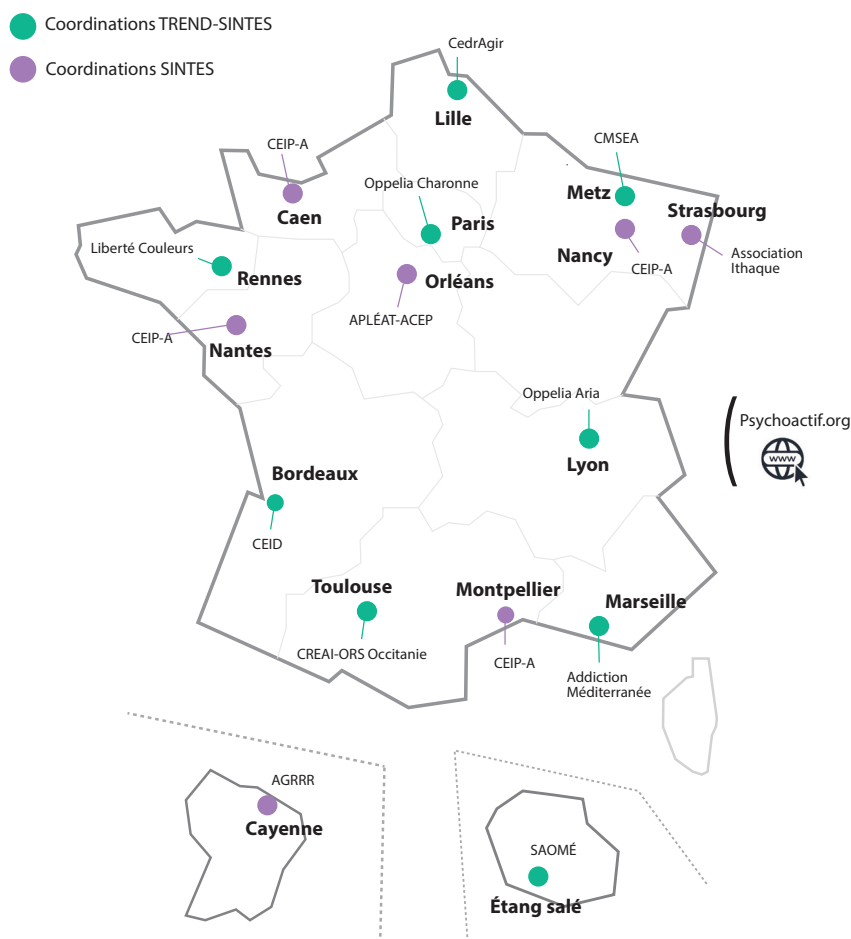 Coordinations TREND-SINTES
Coordinations SINTES
CedrAgir
Lille
CEIP-A
Caen
CMSEA
Metz
Oppelia Charonne
Paris
Strasbourg
Association
Ithaque
Nancy
CEIP-A
Liberté Couleurs
Rennes
Orléans
APLÉAT-ACEP
CEIP-A
Nantes
Oppelia Aria
Lyon
Psychoactif.org
www
Bordeaux
CEID
Toulouse
CREAI-ORS Occitanie
Montpellier
CEIP-A
Marseille
Addiction
Méditerranée
AGRRR
Cayenne
SAOMÉ
Étang salé